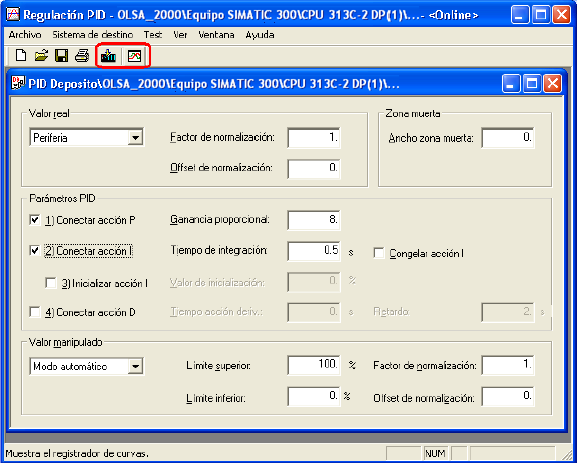 Regulación PID - OLSA_2000\Equipo SIMATIC 300\CPU 313C-2 DP(1)\...- <Online>
Archivo Sistema de destino Test Ver Ventana Ayuda
PID Deposito\OLSA_2000\Equipo SIMATIC 300\CPU 313C-2 DP(1)\...
Valor real
Zona muerta
Periferia
Factor de normalización: 1.
Ancho zona muerta: 0.
Offset de normalización: 0.
Parámetros PID
1) Conectar acción P
Ganancia proporcional: 8.
2) Conectar acción I
Tiempo de integración: 0.5 s
Congelar acción I
3) Inicializar acción I
Valor de inicialización: 0. %
4) Conectar acción D
Tiempo acción deriv.: 0. s
Retardo: 2. s
Valor manipulado
Modo automático
Límite superior: 100. %
Factor de normalización: 1.
Límite inferior: 0. %
Offset de normalización: 0.
Muestra el registrador de curvas.
NUM